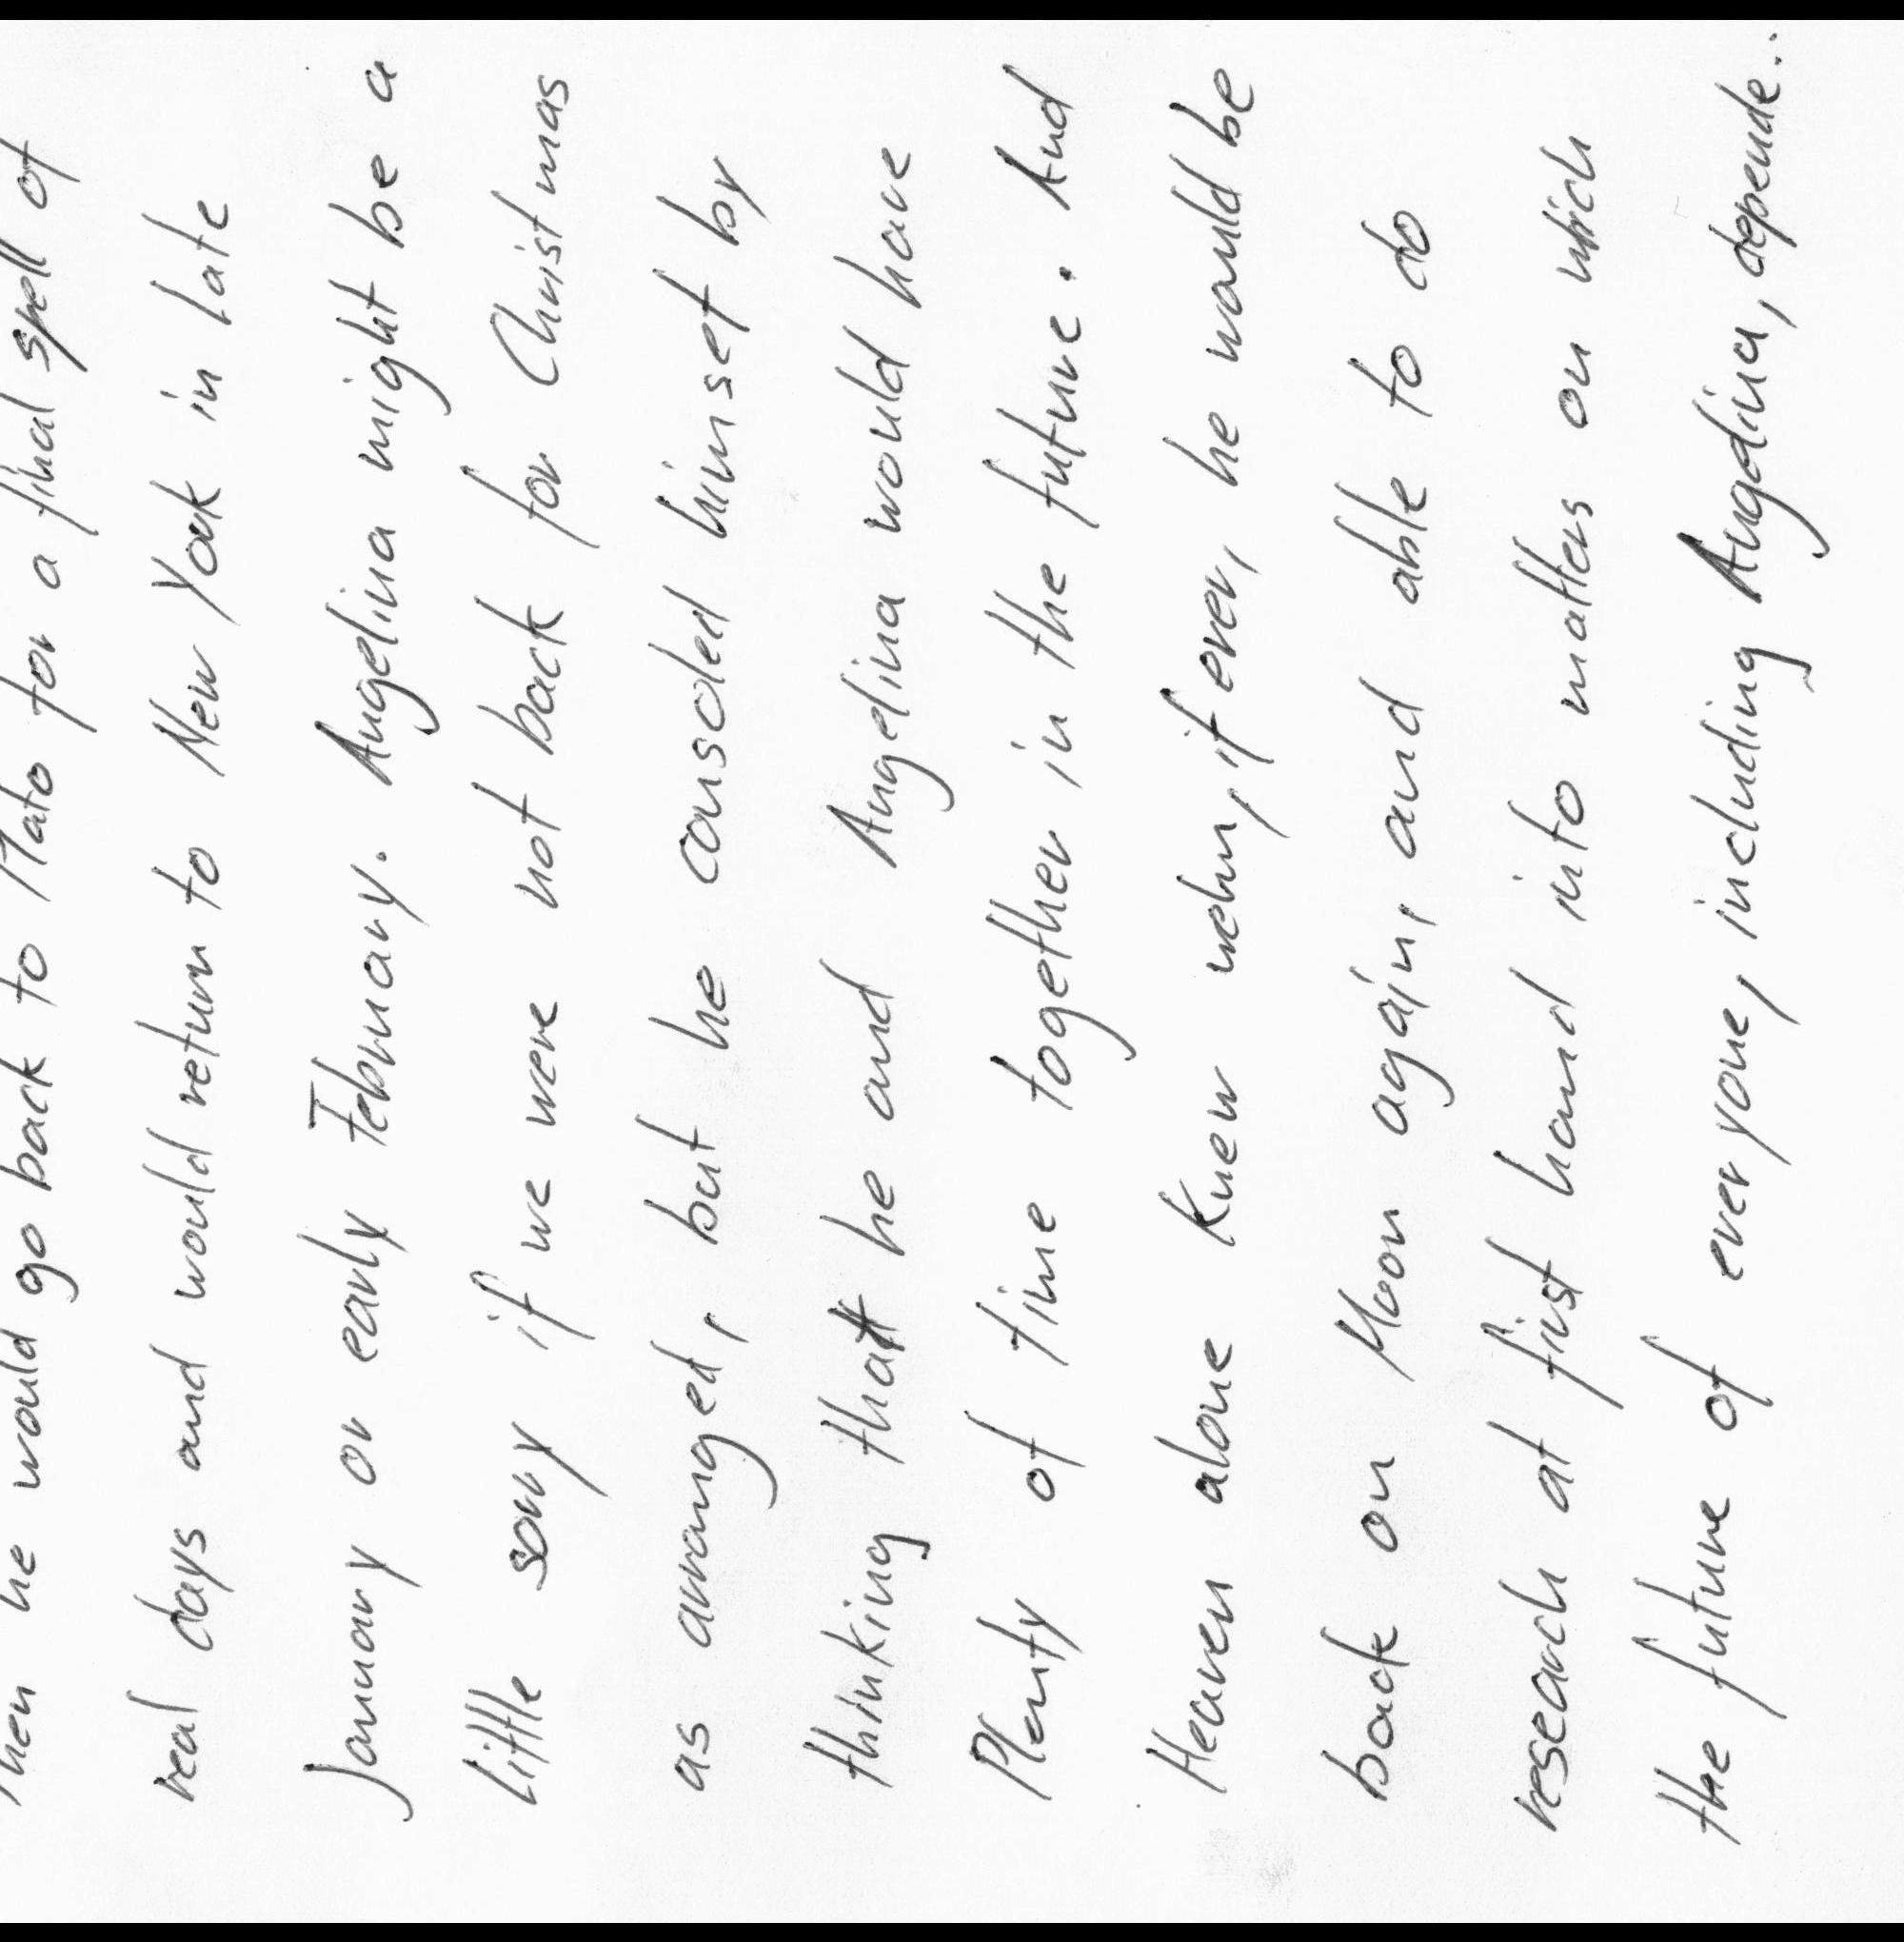 Then he would go back to Plato for a final spell of
real days and would return to New York in late
January or early February. Angelina might be a
little sorry if we were not back for Christmas
as arranged, but he consoled himset by
thinking that he and Angelina would have
Plenty of time together in the future. And
Heaven alone knew wehn, if ever, he would be
back on Moon again, and able to do
research at first hand into matters on which
the future of everyone, including Angelina, depende..